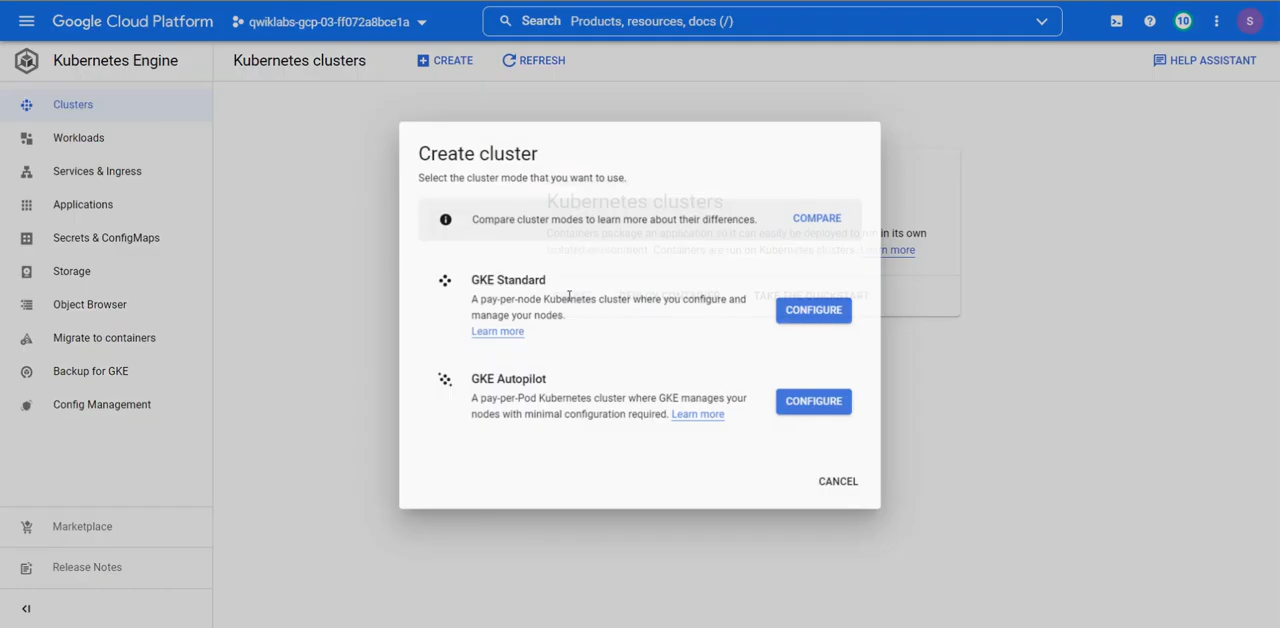 Google Cloud Platform
qwiklabs-gcp-03-ff072a8bce1a
Search Products, resources, docs (/)
10
S
Kubernetes Engine
Kubernetes clusters
CREATE
REFRESH
HELP ASSISTANT
Clusters
Workloads
Services & Ingress
Applications
Secrets & ConfigMaps
Storage
Object Browser
Migrate to containers
Backup for GKE
Config Management
Marketplace
Release Notes
Create cluster
Select the cluster mode that you want to use.
Kubernetes clusters
Compare cluster modes to learn more about their differences.
COMPARE
Containers package an application so it can easily be deployed to run in its own
isolated environment. Containers are run on Kubernetes clusters. Learn more
GKE Standard
A pay-per-node Kubernetes cluster where you configure and
manage your nodes.
Learn more
CONFIGURE
TAKE THE QUICKSTART
GKE Autopilot
A pay-per-Pod Kubernetes cluster where GKE manages your
nodes with minimal configuration required. Learn more
CONFIGURE
CANCEL